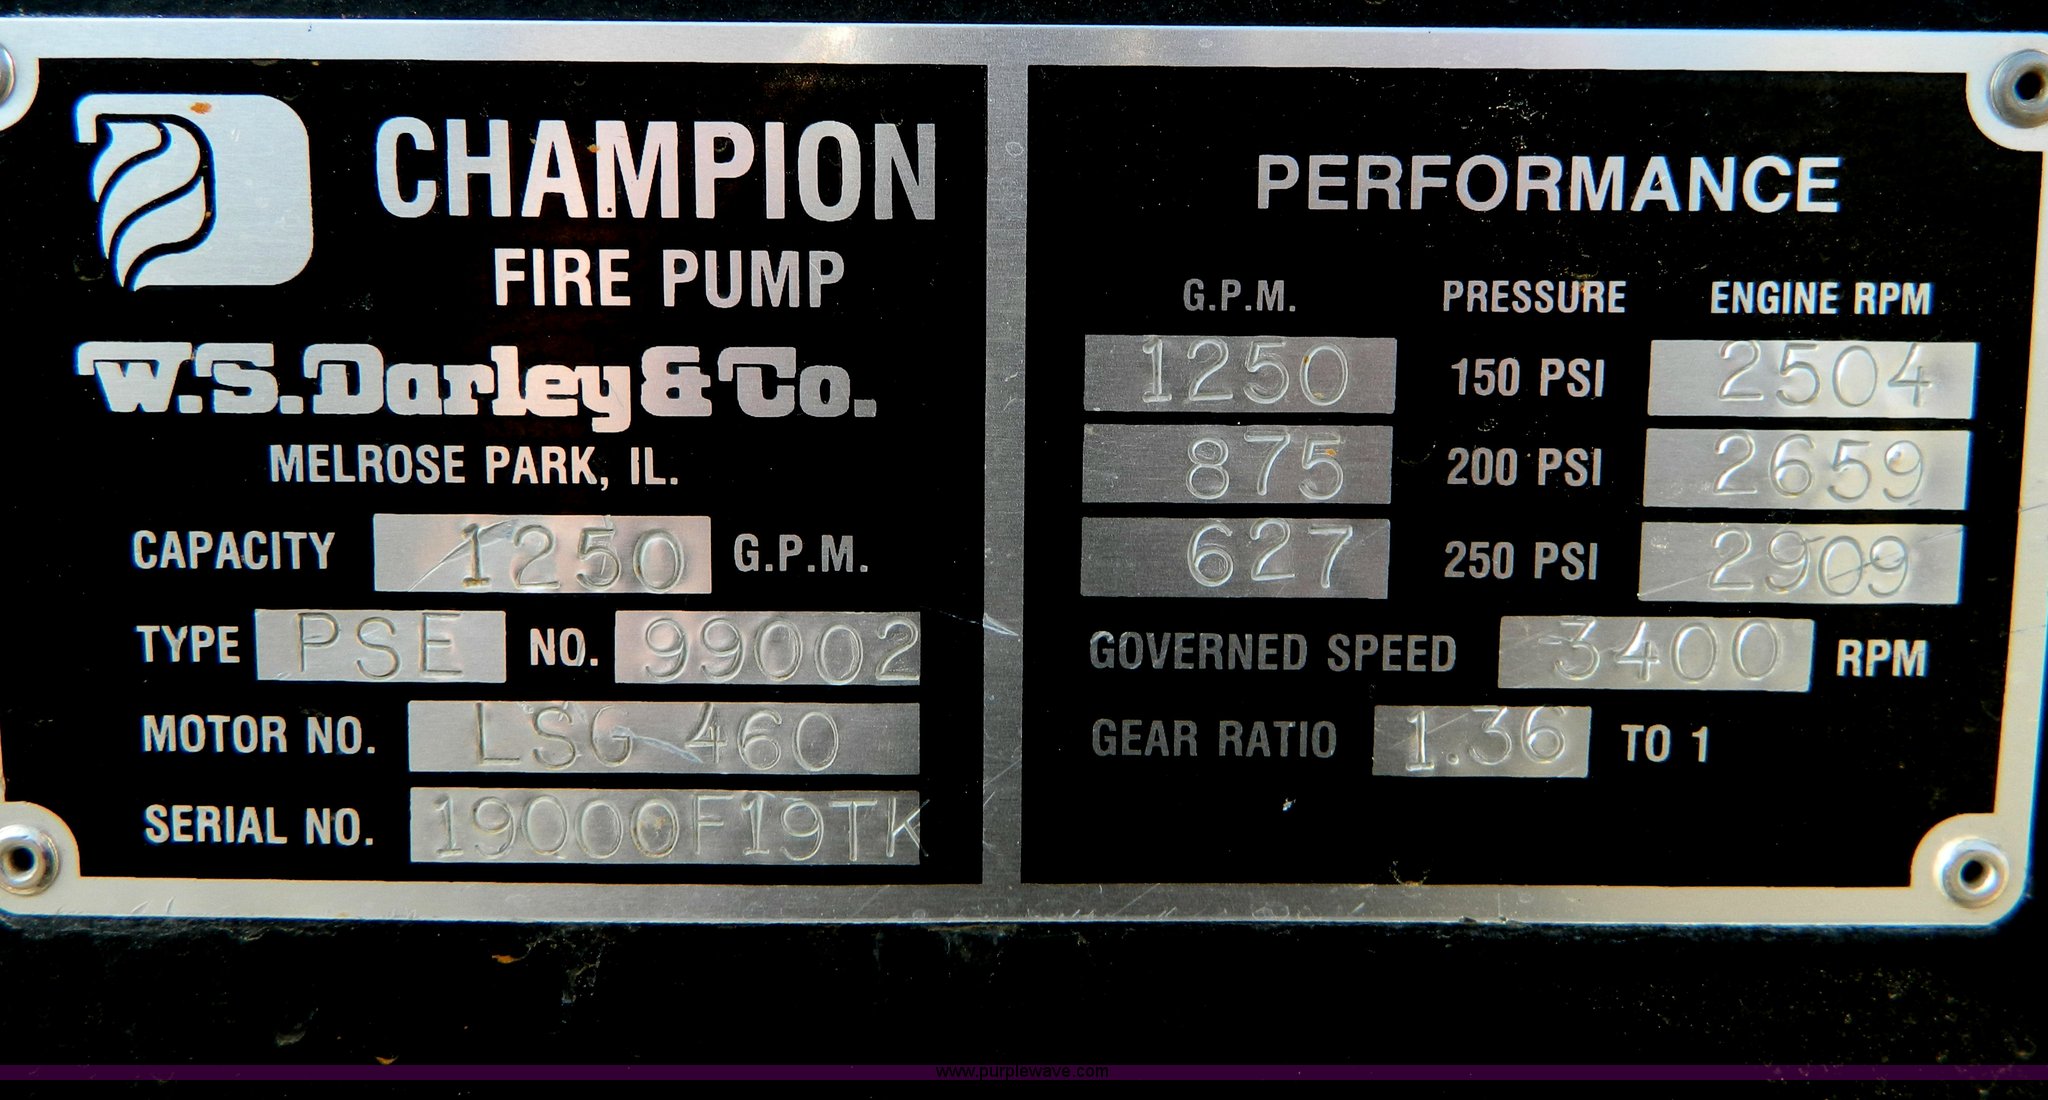 CHAMPION
FIRE PUMP
W.S. Darley & Co.
MELROSE PARK, IL.
CAPACITY 1250 G.P.M.
TYPE PSE NO. 99002
MOTOR NO. LSG 460
SERIAL NO. 19000F19TK
PERFORMANCE
G.P.M. PRESSURE ENGINE RPM
1250 150 PSI 2504
875 200 PSI 2659
627 250 PSI 2909
GOVERNED SPEED 3400 RPM
GEAR RATIO 1.36 TO 1
www.purplewave.com